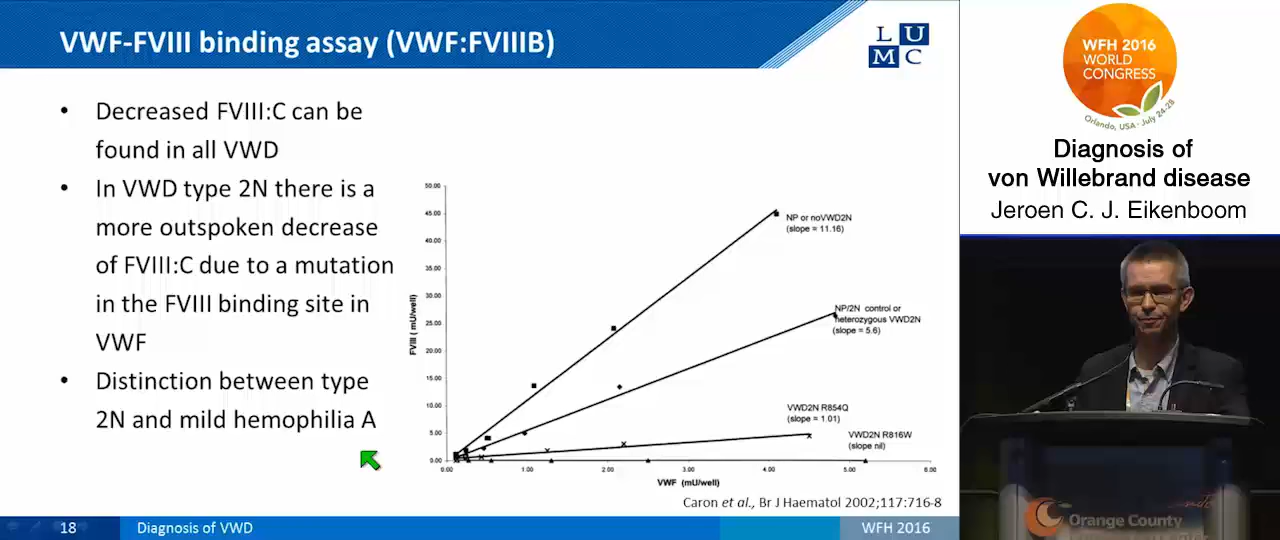 VWF-FVIII binding assay (VWF:FVIIIB)
L U
M C
• Decreased FVIII:C can be
found in all VWD
• In VWD type 2N there is a
more outspoken decrease
of FVIII:C due to a mutation
in the FVIII binding site in
VWF
• Distinction between type
2N and mild hemophilia A
FVIII ( mU/well)
50.00
45.00
40.00
35.00
30.00
25.00
20.00
15.00
10.00
5.00
0.00
0.00 1.00 2.00 3.00 4.00 5.00 6.00
VWF (mU/well)
NP or noVWD2N
(slope = 11.16)
NP/2N control or
heterozygous VWD2N
(slope = 5.6)
VWD2N R854Q
(slope = 1.01)
VWD2N R816W
(slope nil)
Caron et al., Br J Haematol 2002;117:716-8
18 Diagnosis of VWD WFH 2016
WFH 2016
WORLD
CONGRESS
Orlando, USA · July 24-28
Diagnosis of
von Willebrand disease
Jeroen C. J. Eikenboom
Orange County